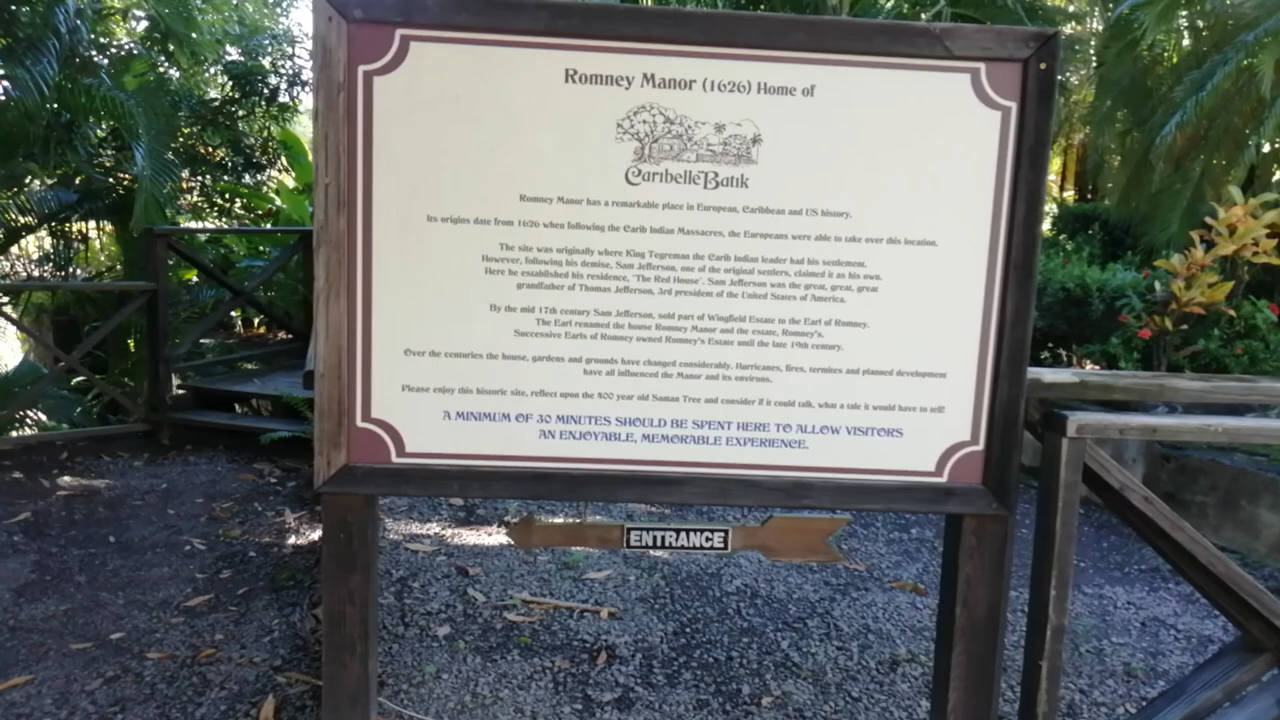 Romney Manor (1626) Home of
Caribelle Batik
Romney Manor has a remarkable place in European, Caribbean and US history.
Its origins date from 1626 when following the Carib Indian Massacres, the Europeans were able to take over this location.
The site was originally where King Tegreman the Carib Indian leader had his settlement.
However, following his demise, Sam Jefferson, one of the original settlers, claimed it as his own.
Here he established his residence, "The Red House". Sam Jefferson was the great, great, great
grandfather of Thomas Jefferson, 3rd president of the United States of America.
By the mid 17th century Sam Jefferson, sold part of Wingfield Estate to the Earl of Romney.
The Earl renamed the house Romney Manor and the estate, Romney's.
Successive Earls of Romney owned Romney's Estate until the late 19th century.
Over the centuries the house, gardens and grounds have changed considerably. Hurricanes, fires, termites and planned development
have all influenced the Manor and its environs.
Please enjoy this historic site, reflect upon the 400 year old Saman Tree and consider if it could talk, what a tale it would have to tell!
A MINIMUM OF 30 MINUTES SHOULD BE SPENT HERE TO ALLOW VISITORS
AN ENJOYABLE, MEMORABLE EXPERIENCE.
ENTRANCE